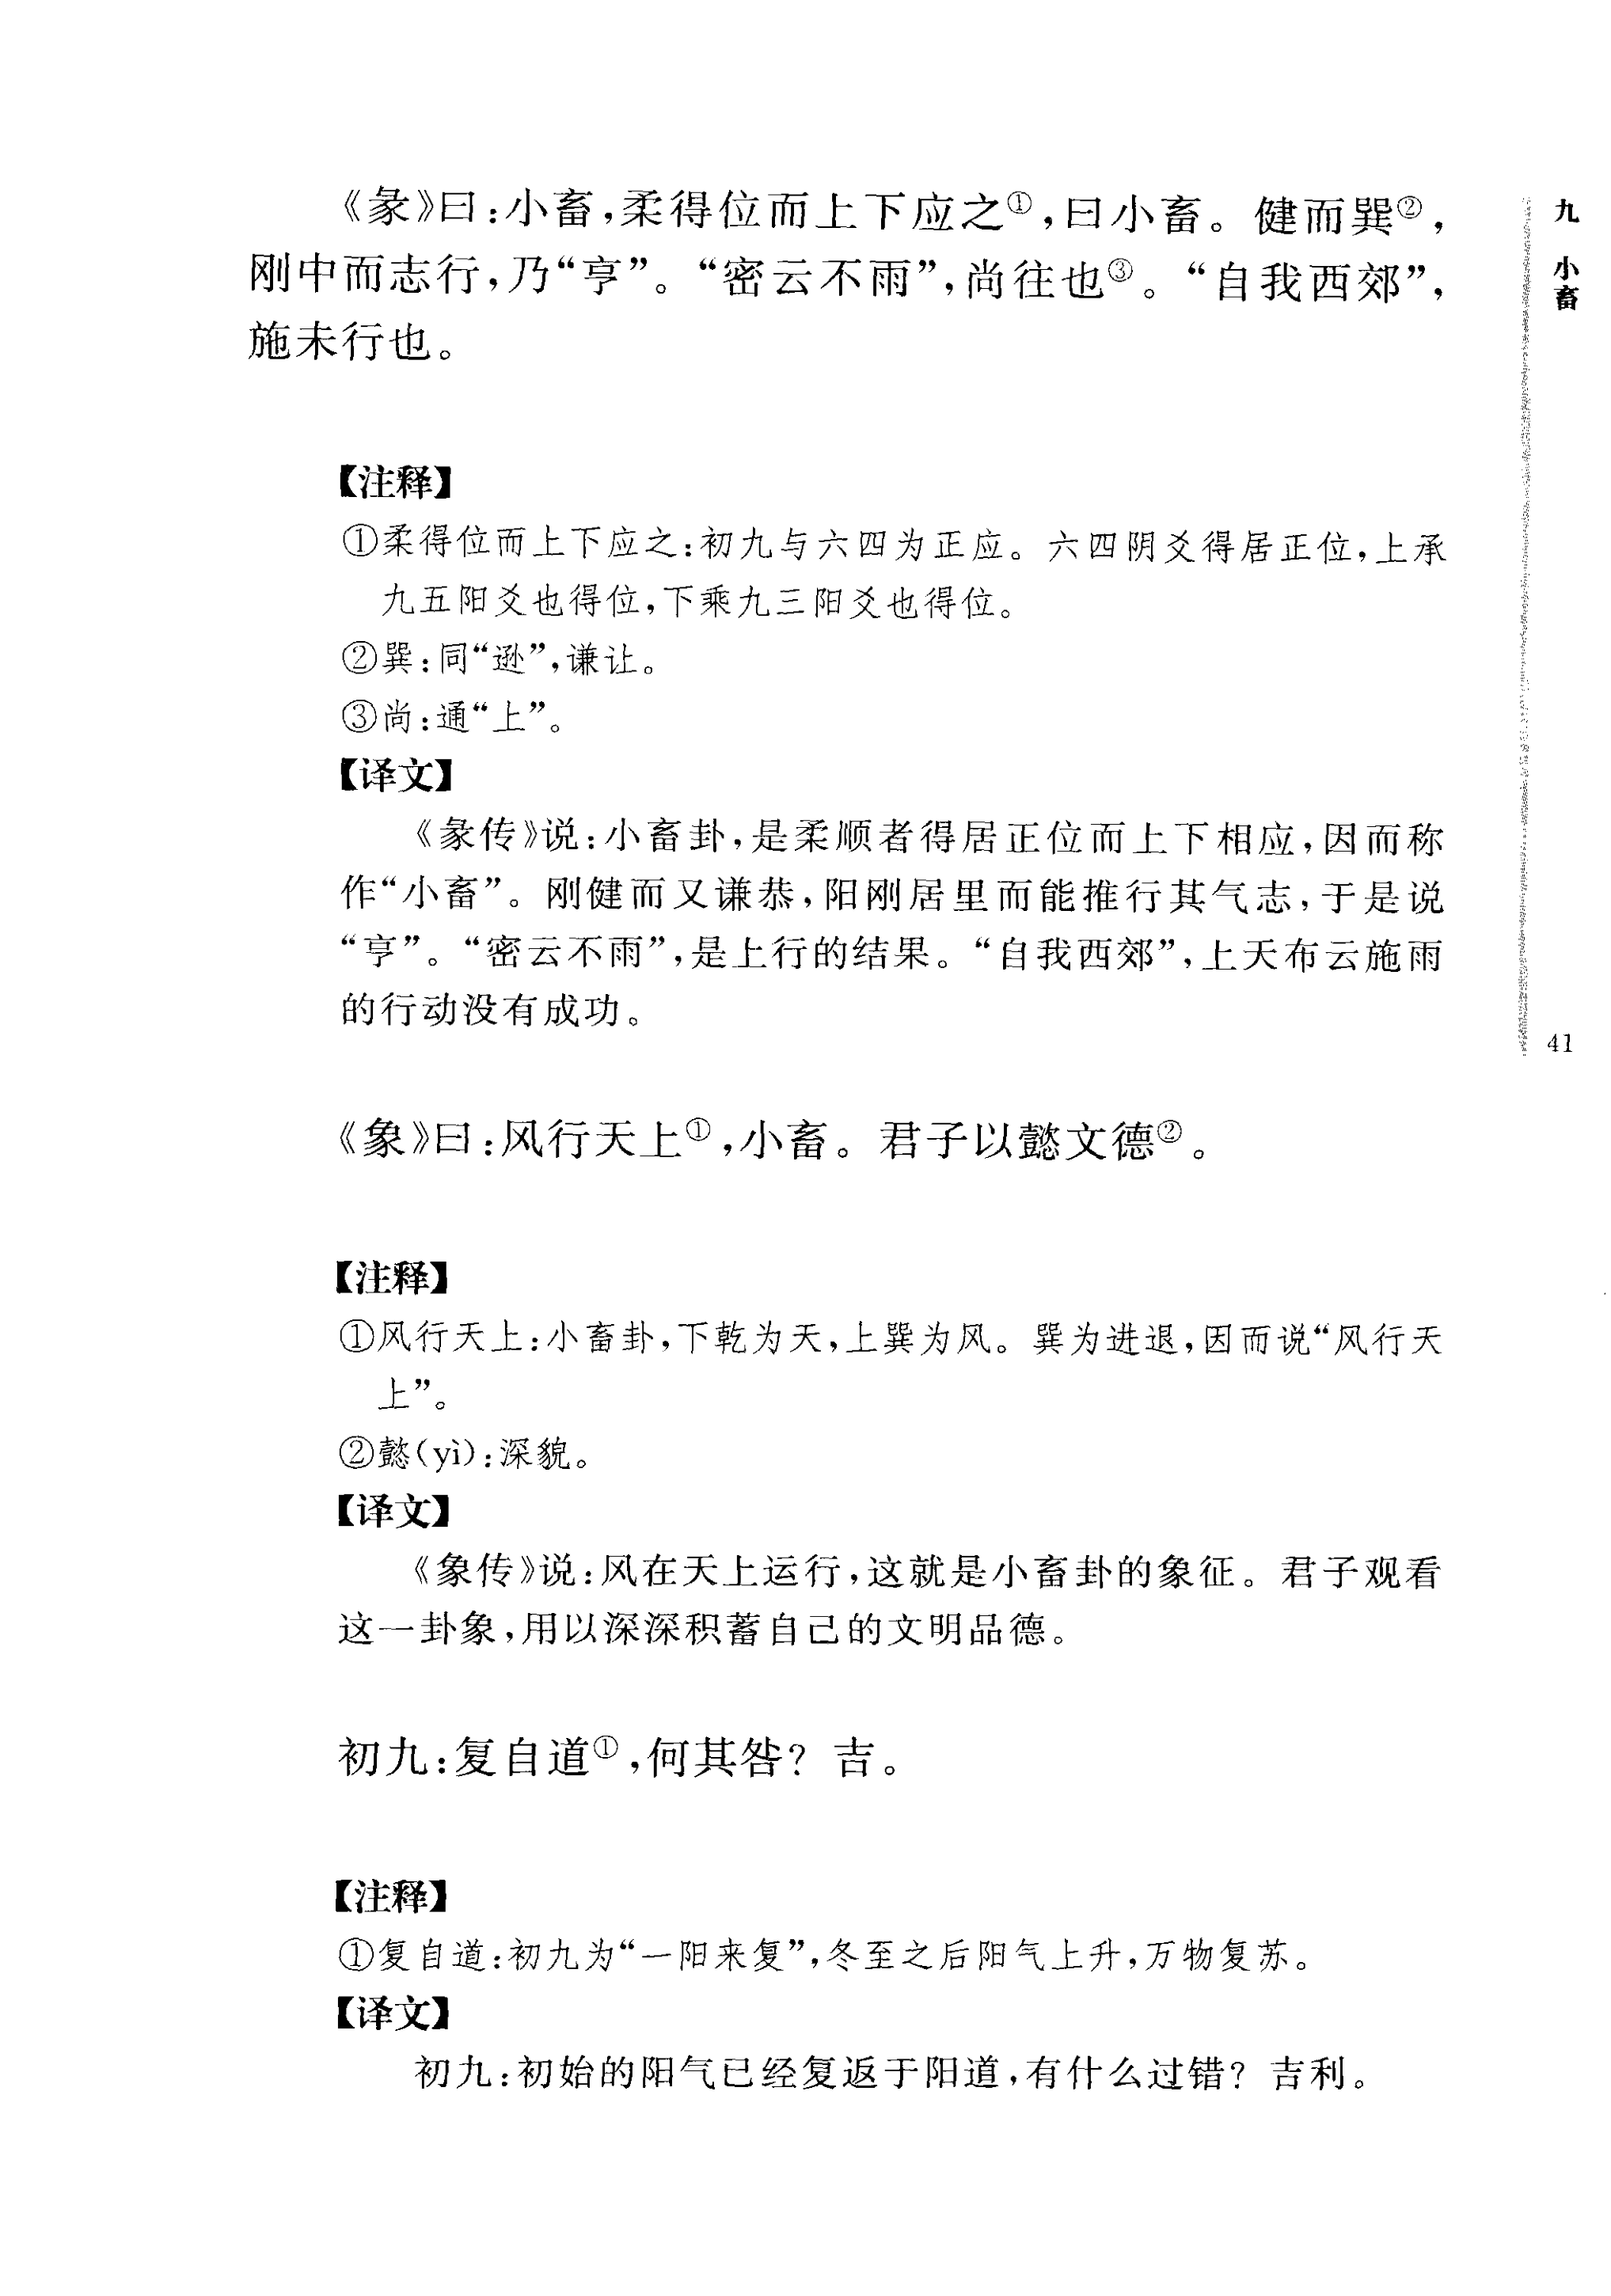 《彖》曰：小畜，柔得位而上下应之①，曰小畜。健而巽②，
刚中而志行，乃“亨”。“密云不雨”，尚往也③。“自我西郊”，
施未行也。
【注释】
①柔得位而上下应之：初九与六四为正应。六四阴爻得居正位，上承
九五阳爻也得位，下乘九三阳爻也得位。
②巽：同“逊”，谦让。
③尚：通“上”。
【译文】
《彖传》说：小畜卦，是柔顺者得居正位而上下相应，因而称
作“小畜”。刚健而又谦恭，阳刚居里而能推行其气志，于是说
“亨”。“密云不雨”，是上行的结果。“自我西郊”，上天布云施雨
的行动没有成功。
《象》曰：风行天上①，小畜。君子以懿文德②。
【注释】
①风行天上：小畜卦，下乾为天，上巽为风。巽为进退，因而说“风行天
上”。
②懿(yì)：深貌。
【译文】
《象传》说：风在天上运行，这就是小畜卦的象征。君子观看
这一卦象，用以深深积蓄自己的文明品德。
初九：复自道①，何其咎？吉。
【注释】
①复自道：初九为“一阳来复”，冬至之后阳气上升，万物复苏。
【译文】
初九：初始的阳气已经复返于阳道，有什么过错？吉利。
九 小畜
41